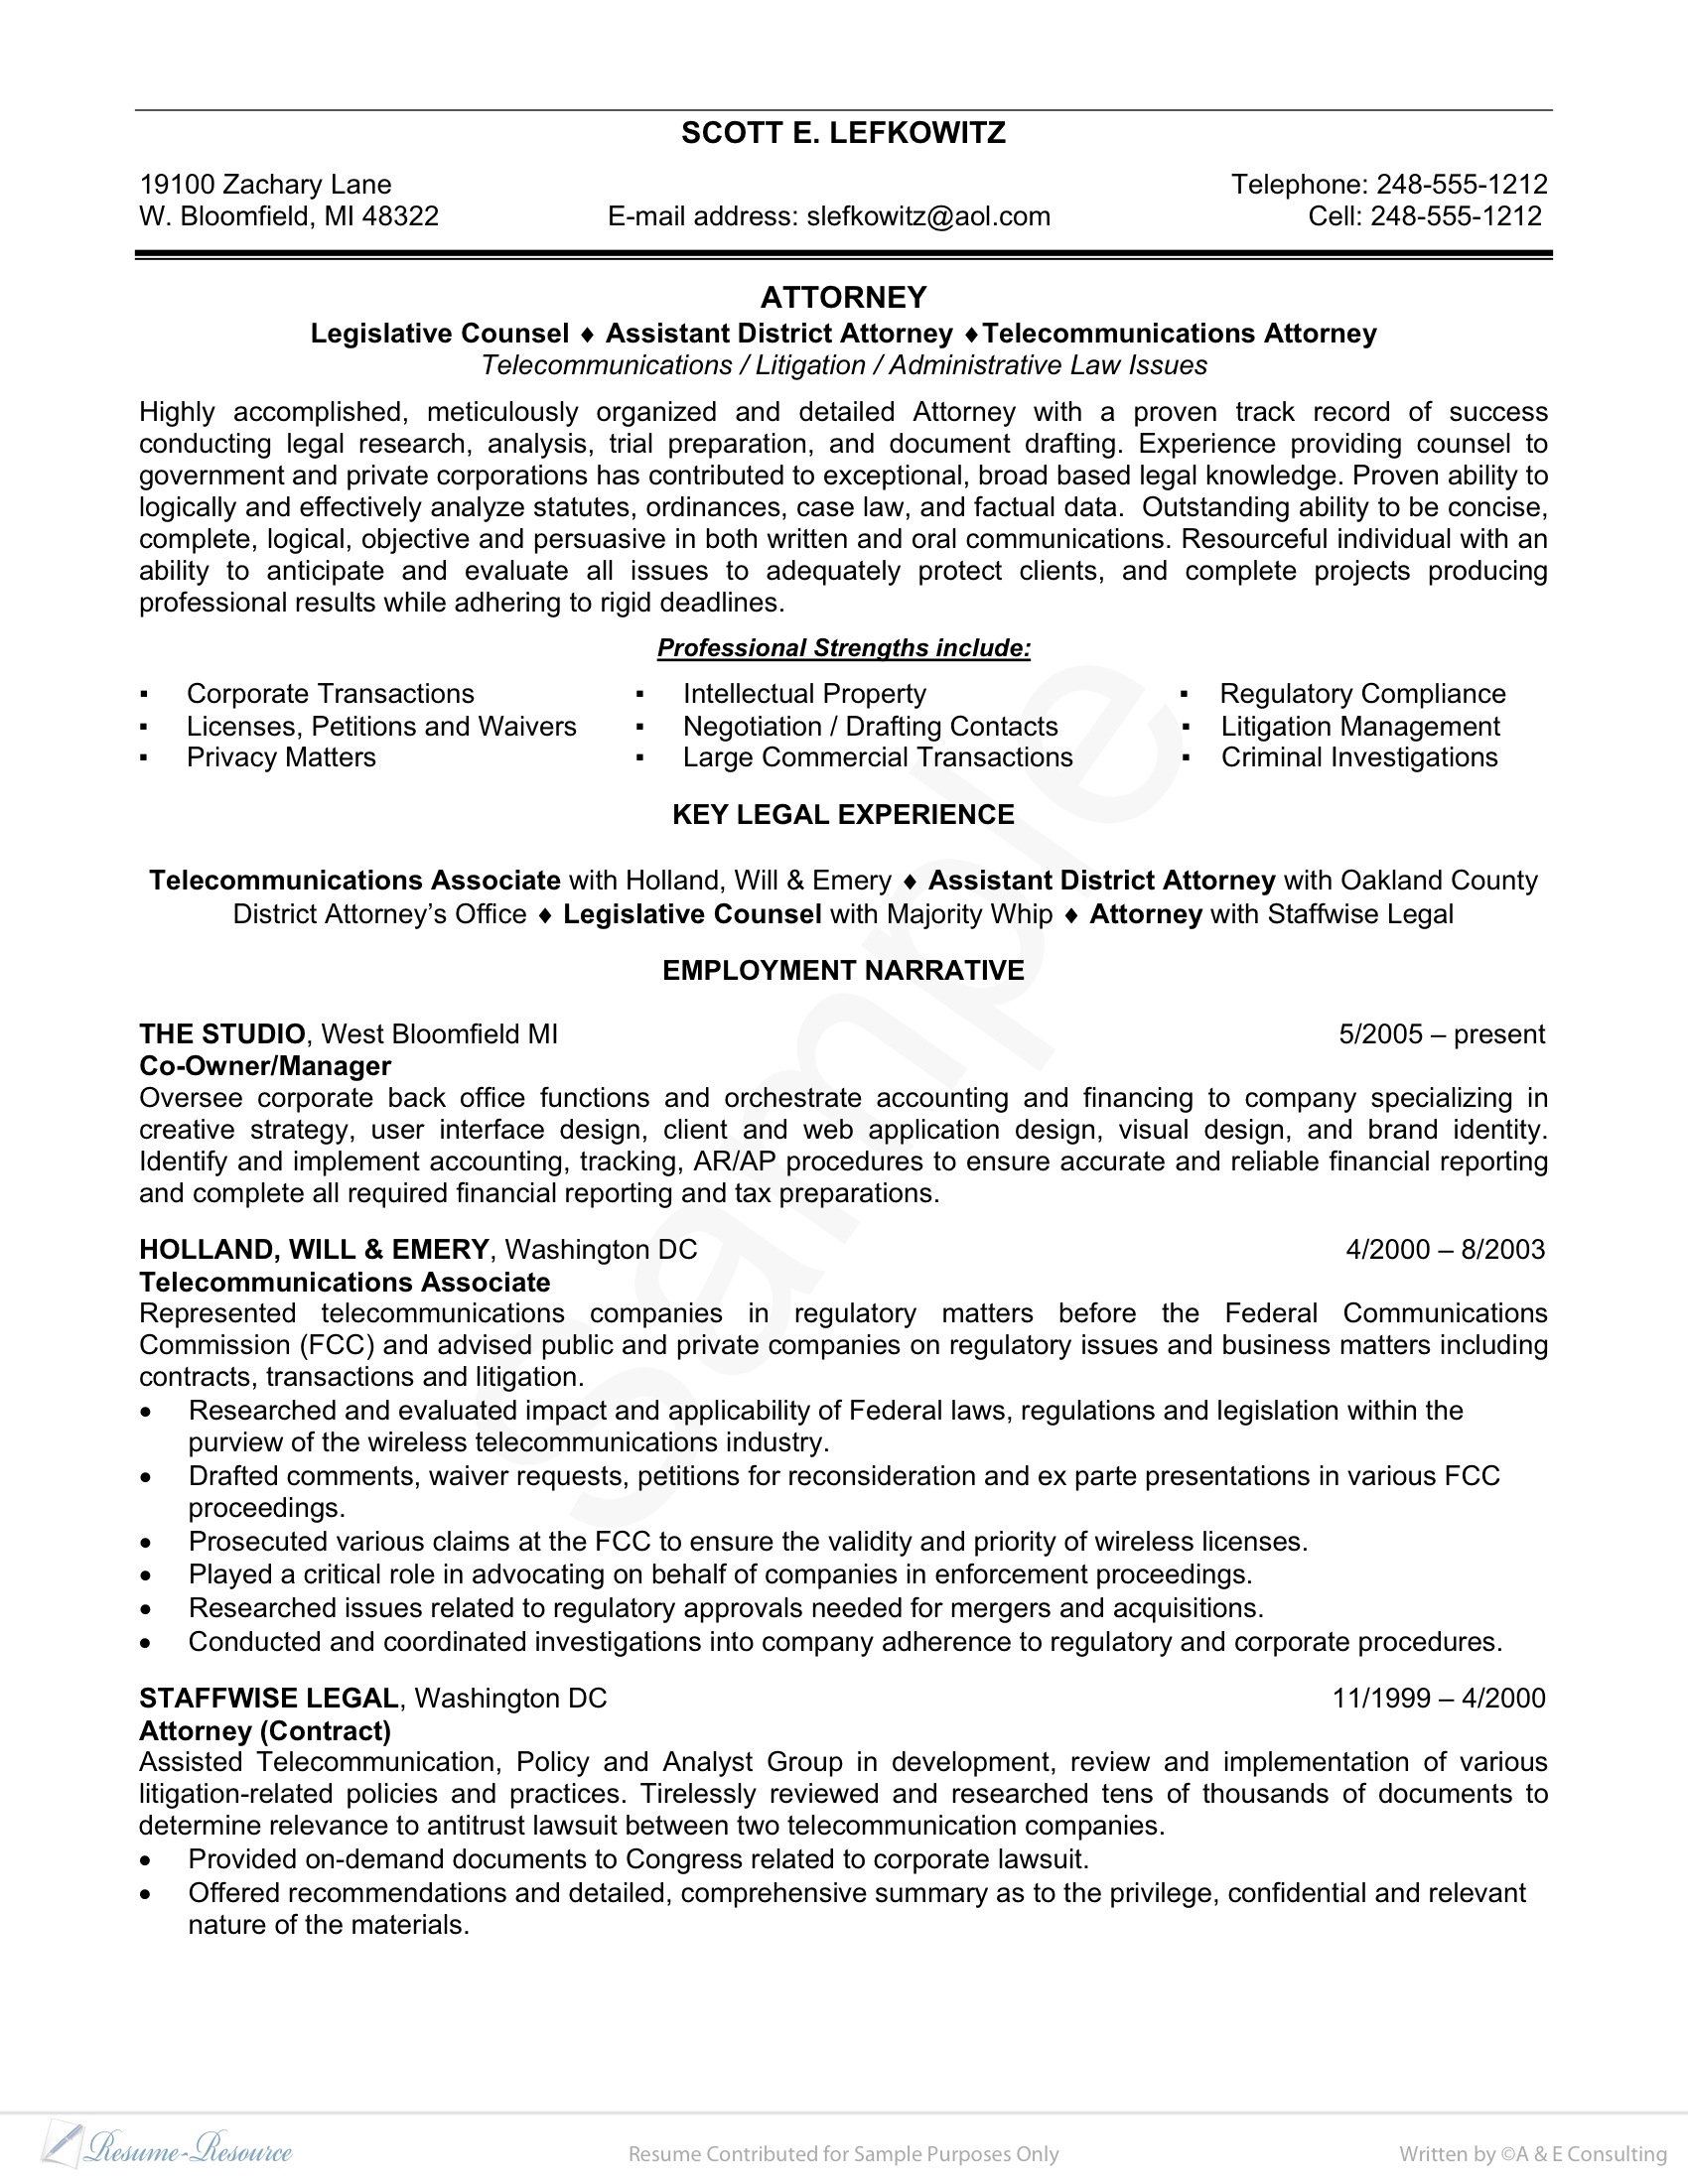 SCOTT E. LEFKOWITZ
19100 Zachary Lane Telephone: 248-555-1212
W. Bloomfield, MI 48322 E-mail address: slefkowitz@aol.com Cell: 248-555-1212
ATTORNEY
Legislative Counsel ♦ Assistant District Attorney ♦Telecommunications Attorney
Telecommunications / Litigation / Administrative Law Issues
Highly accomplished, meticulously organized and detailed Attorney with a proven track record of success
conducting legal research, analysis, trial preparation, and document drafting. Experience providing counsel to
government and private corporations has contributed to exceptional, broad based legal knowledge. Proven ability to
logically and effectively analyze statutes, ordinances, case law, and factual data. Outstanding ability to be concise,
complete, logical, objective and persuasive in both written and oral communications. Resourceful individual with an
ability to anticipate and evaluate all issues to adequately protect clients, and complete projects producing
professional results while adhering to rigid deadlines.
Professional Strengths include:
▪ Corporate Transactions ▪ Intellectual Property ▪ Regulatory Compliance
▪ Licenses, Petitions and Waivers ▪ Negotiation / Drafting Contacts ▪ Litigation Management
▪ Privacy Matters ▪ Large Commercial Transactions ▪ Criminal Investigations
KEY LEGAL EXPERIENCE
Telecommunications Associate with Holland, Will & Emery ♦ Assistant District Attorney with Oakland County
District Attorney's Office ♦ Legislative Counsel with Majority Whip ♦ Attorney with Staffwise Legal
EMPLOYMENT NARRATIVE
THE STUDIO, West Bloomfield MI 5/2005 – present
Co-Owner/Manager
Oversee corporate back office functions and orchestrate accounting and financing to company specializing in
creative strategy, user interface design, client and web application design, visual design, and brand identity.
Identify and implement accounting, tracking, AR/AP procedures to ensure accurate and reliable financial reporting
and complete all required financial reporting and tax preparations.
HOLLAND, WILL & EMERY, Washington DC 4/2000 – 8/2003
Telecommunications Associate
Represented telecommunications companies in regulatory matters before the Federal Communications
Commission (FCC) and advised public and private companies on regulatory issues and business matters including
contracts, transactions and litigation.
• Researched and evaluated impact and applicability of Federal laws, regulations and legislation within the
purview of the wireless telecommunications industry.
• Drafted comments, waiver requests, petitions for reconsideration and ex parte presentations in various FCC
proceedings.
• Prosecuted various claims at the FCC to ensure the validity and priority of wireless licenses.
• Played a critical role in advocating on behalf of companies in enforcement proceedings.
• Researched issues related to regulatory approvals needed for mergers and acquisitions.
• Conducted and coordinated investigations into company adherence to regulatory and corporate procedures.
STAFFWISE LEGAL, Washington DC 11/1999 – 4/2000
Attorney (Contract)
Assisted Telecommunication, Policy and Analyst Group in development, review and implementation of various
litigation-related policies and practices. Tirelessly reviewed and researched tens of thousands of documents to
determine relevance to antitrust lawsuit between two telecommunication companies.
• Provided on-demand documents to Congress related to corporate lawsuit.
• Offered recommendations and detailed, comprehensive summary as to the privilege, confidential and relevant
nature of the materials.
Sample
Resume-Resource Resume Contributed for Sample Purposes Only Written by ©A & E Consulting